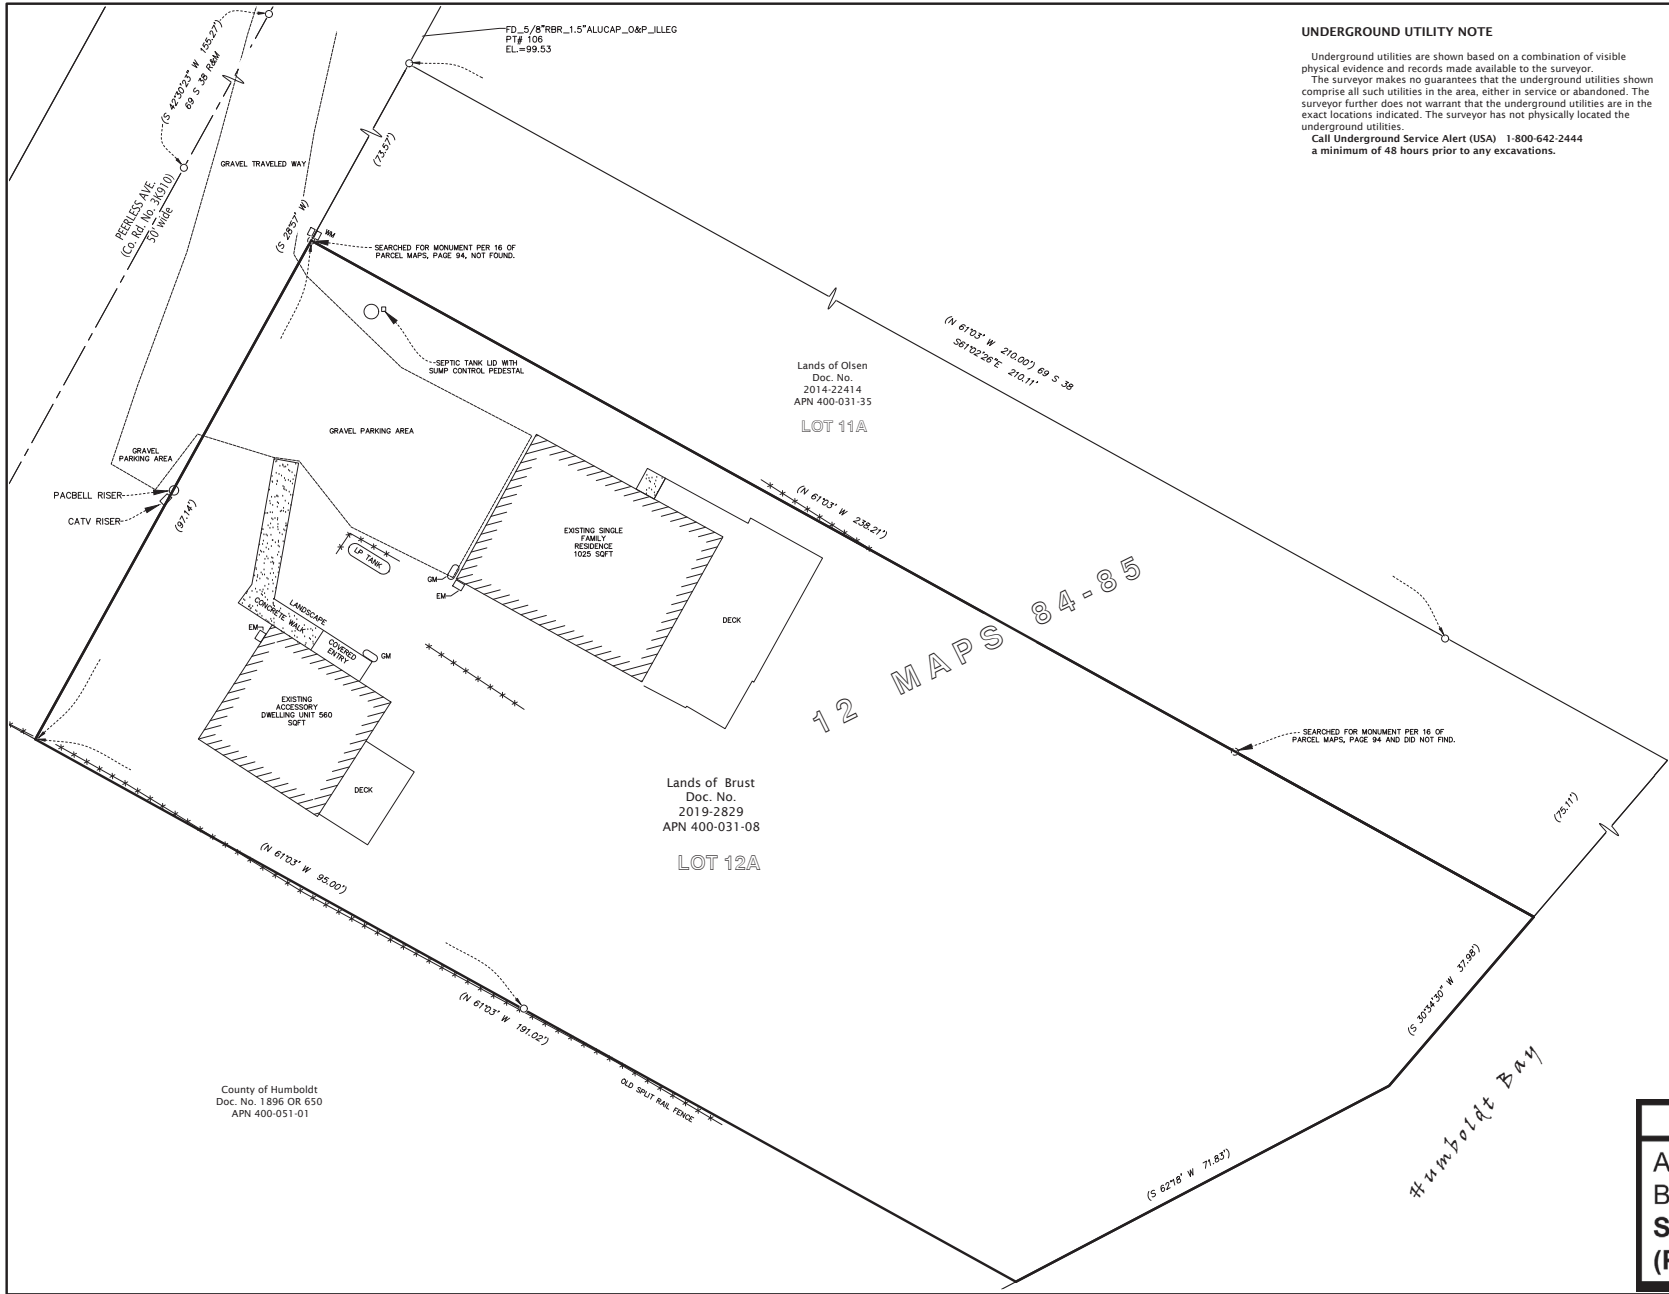 UNDERGROUND UTILITY NOTE
Underground utilities are shown based on a combination of visible
physical evidence and records made available to the surveyor.
The surveyor makes no guarantees that the underground utilities shown
comprise all such utilities in the area, either in service or abandoned. The
surveyor further does not warrant that the underground utilities are in the
exact locations indicated. The surveyor has not physically located the
underground utilities.
Call Underground Service Alert (USA) 1-800-642-2444
a minimum of 48 hours prior to any excavations.
FD_5/8"RBR_1.5"ALUCAP_O&P_ILLEG
PT# 106
EL.=99.53
(S 42°30'23" W 155.27')
69 S 38 R&M
GRAVEL TRAVELED WAY
(73.57')
PEERLESS AVE.
(Co. Rd. No. 3K910)
50' wide
(S 28°57' W)
WM
SEARCHED FOR MONUMENT PER 16 OF
PARCEL MAPS, PAGE 94, NOT FOUND.
SEPTIC TANK LID WITH
SUMP CONTROL PEDESTAL
(N 61°03' W 210.00') 69 S 38
S61°02'26"E 210.11'
Lands of Olsen
Doc. No.
2014-22414
APN 400-031-35
LOT 11A
GRAVEL PARKING AREA
GRAVEL
PARKING AREA
PACBELL RISER
CATV RISER
(97.14')
(N 61°03' W 238.21')
EXISTING SINGLE
FAMILY
RESIDENCE
1025 SQFT
LP TANK
GM
EM
DECK
12 MAPS 84-85
LANDSCAPE
CONCRETE WALK
COVERED
ENTRY
EM
GM
EXISTING
ACCESSORY
DWELLING UNIT 560
SQFT
DECK
SEARCHED FOR MONUMENT PER 16 OF
PARCEL MAPS, PAGE 94 AND DID NOT FIND.
Lands of Brust
Doc. No.
2019-2829
APN 400-031-08
LOT 12A
(75.11')
(N 61°03' W 95.00')
(N 61°03' W 191.02')
(S 30°34'30" W 37.98')
OLD SPLIT RAIL FENCE
County of Humboldt
Doc. No. 1896 OR 650
APN 400-051-01
Humboldt Bay
(S 62°18' W 71.83')
A
B
S